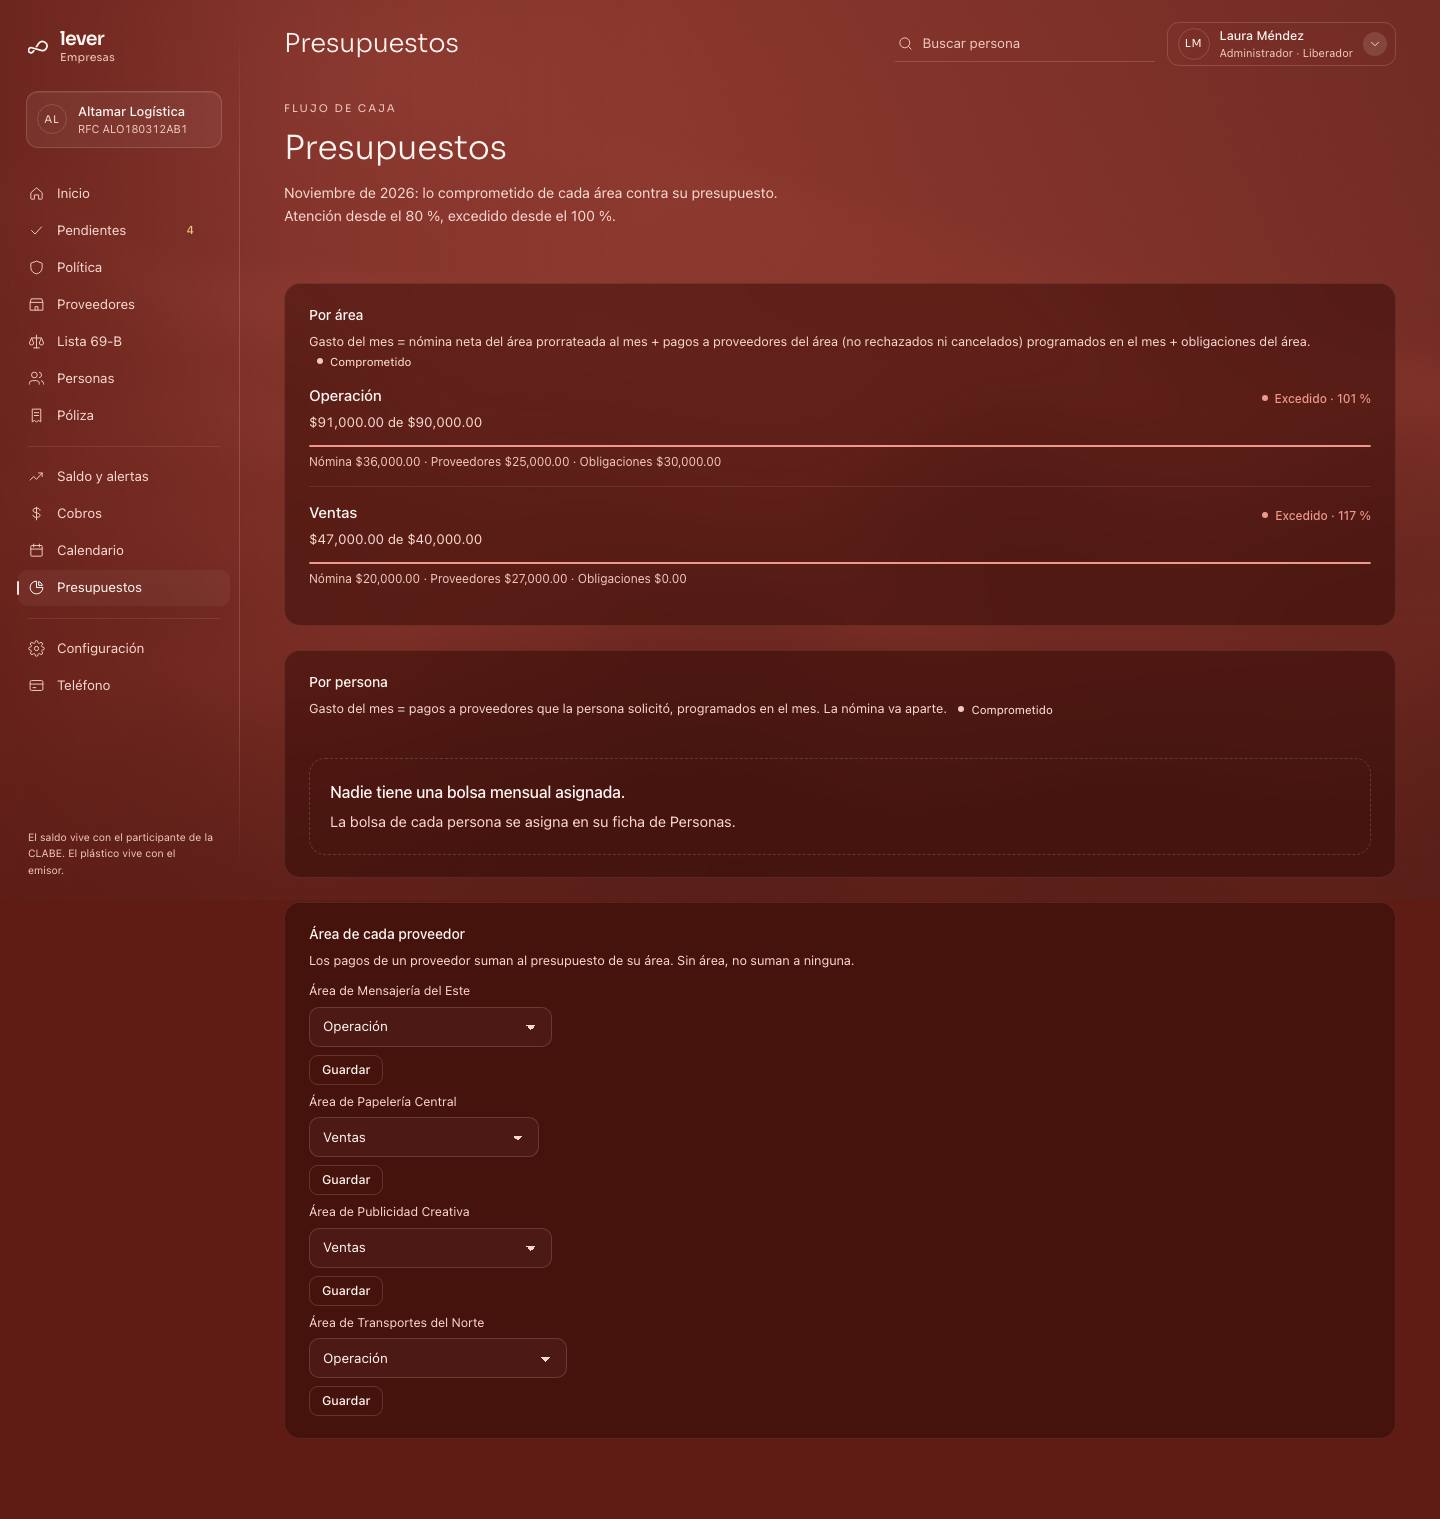 lever
Empresas
AL
Altamar Logística
RFC ALO180312AB1
Inicio
Pendientes 4
Política
Proveedores
Lista 69-B
Personas
Póliza
Saldo y alertas
Cobros
Calendario
Presupuestos
Configuración
Teléfono
El saldo vive con el participante de la
CLABE. El plástico vive con el
emisor.
Presupuestos
Buscar persona
LM
Laura Méndez
Administrador · Liberador
FLUJO DE CAJA
Presupuestos
Noviembre de 2026: lo comprometido de cada área contra su presupuesto.
Atención desde el 80 %, excedido desde el 100 %.
Por área
Gasto del mes = nómina neta del área prorrateada al mes + pagos a proveedores del área (no rechazados ni cancelados) programados en el mes + obligaciones del área.
Comprometido
Operación
Excedido · 101 %
$91,000.00 de $90,000.00
Nómina $36,000.00 · Proveedores $25,000.00 · Obligaciones $30,000.00
Ventas
Excedido · 117 %
$47,000.00 de $40,000.00
Nómina $20,000.00 · Proveedores $27,000.00 · Obligaciones $0.00
Por persona
Gasto del mes = pagos a proveedores que la persona solicitó, programados en el mes. La nómina va aparte. Comprometido
Nadie tiene una bolsa mensual asignada.
La bolsa de cada persona se asigna en su ficha de Personas.
Área de cada proveedor
Los pagos de un proveedor suman al presupuesto de su área. Sin área, no suman a ninguna.
Área de Mensajería del Este
Operación
Guardar
Área de Papelería Central
Ventas
Guardar
Área de Publicidad Creativa
Ventas
Guardar
Área de Transportes del Norte
Operación
Guardar